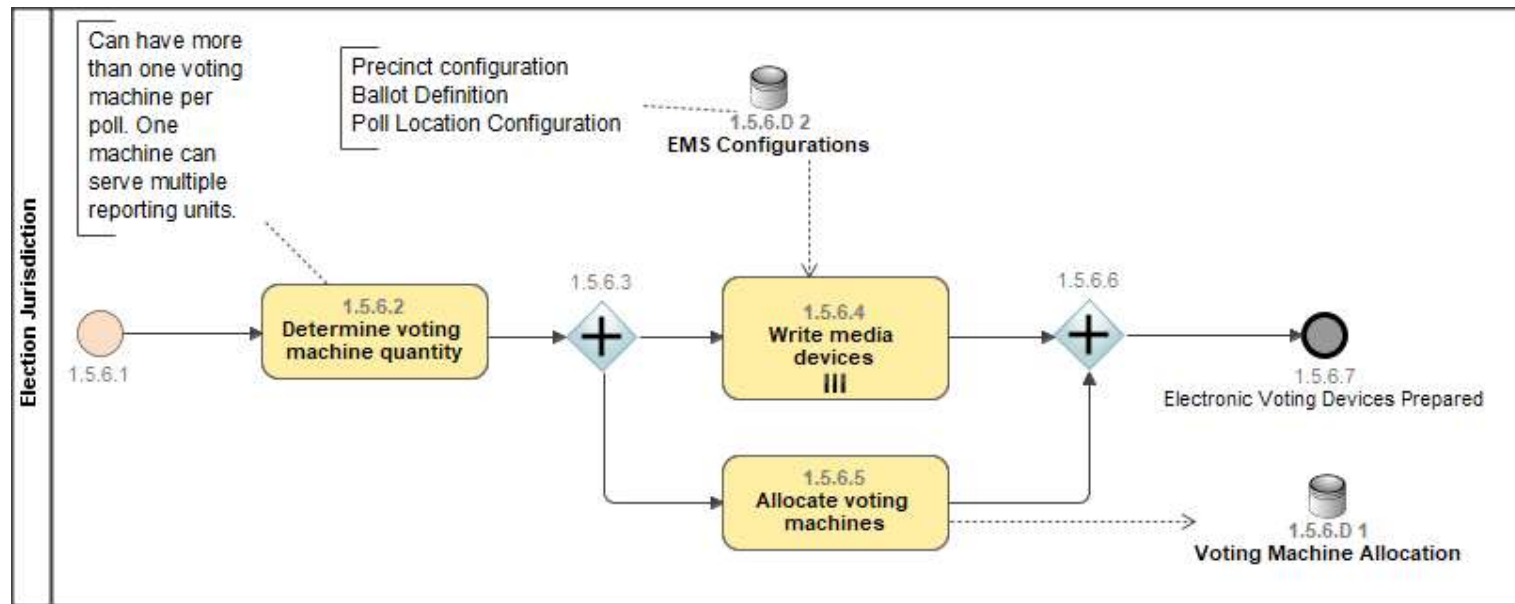 Election Jurisdiction
Can have more
than one voting
machine per
poll. One
machine can
serve multiple
reporting units.
Precinct configuration
Ballot Definition
Poll Location Configuration
1.5.6.D 2
EMS Configurations
1.5.6.1
1.5.6.2
Determine voting
machine quantity
1.5.6.3
1.5.6.4
Write media
devices
1.5.6.5
Allocate voting
machines
1.5.6.6
1.5.6.7
Electronic Voting Devices Prepared
1.5.6.D 1
Voting Machine Allocation